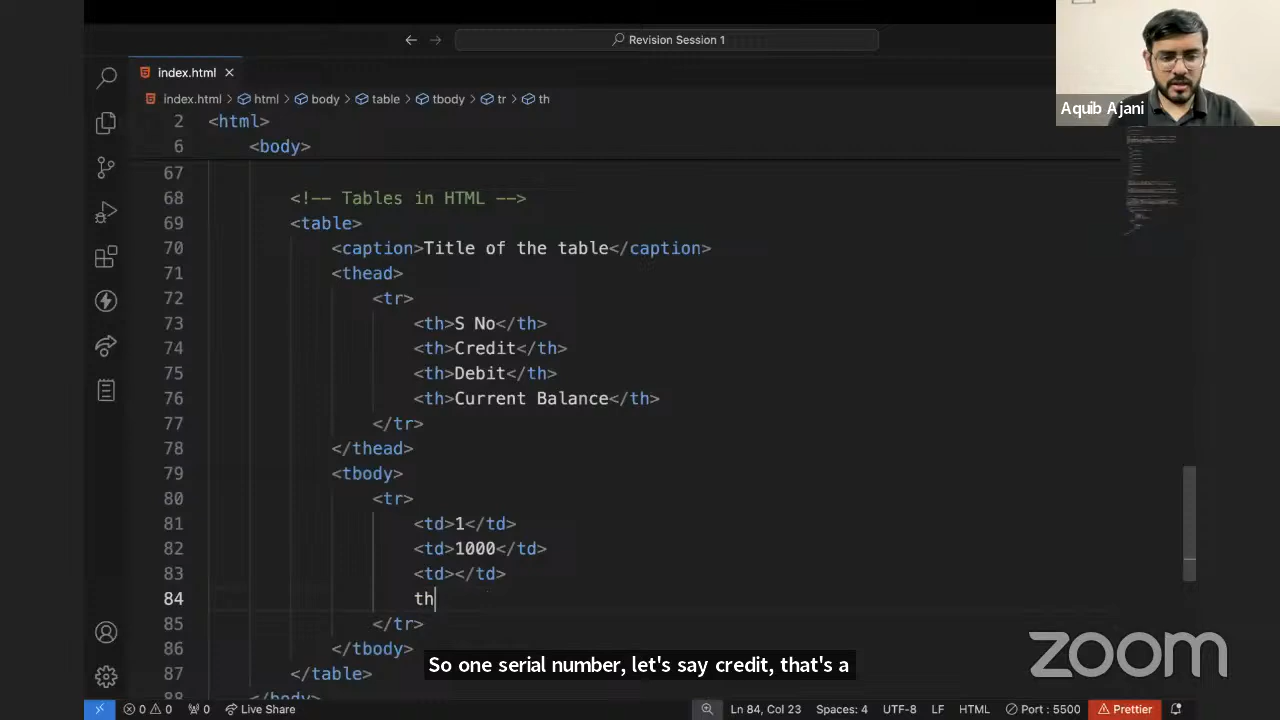 Revision Session 1
index.html
index.html > html > body > table > tbody > tr > th
Aquib Ajani
2 <html>
6 <body>
67
68 <!-- Tables in HTML -->
69 <table>
70 <caption>Title of the table</caption>
71 <thead>
72 <tr>
73 <th>S No</th>
74 <th>Credit</th>
75 <th>Debit</th>
76 <th>Current Balance</th>
77 </tr>
78 </thead>
79 <tbody>
80 <tr>
81 <td>1</td>
82 <td>1000</td>
83 <td></td>
84 th
85 </tr>
86 </tbody>
87 </table>
88 </body>
So one serial number, let's say credit, that's a
zoom
0 0 0 Live Share Ln 84, Col 23 Spaces: 4 UTF-8 LF HTML Port : 5500 Prettier